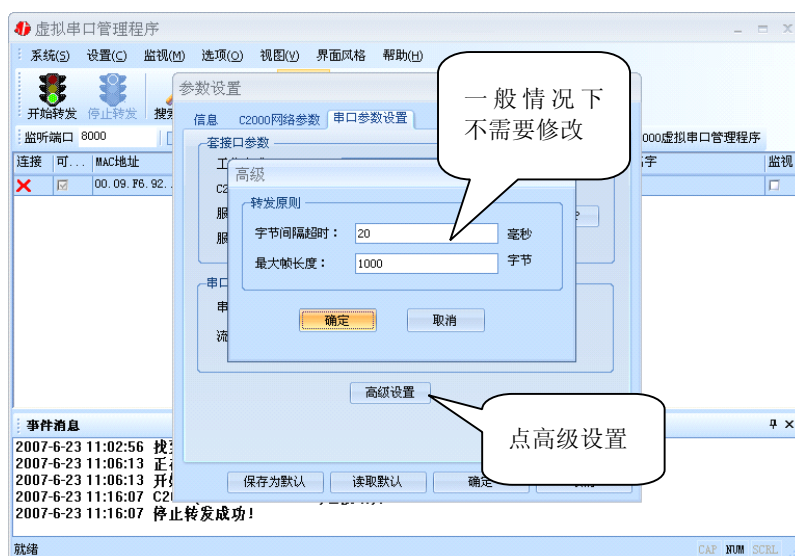 虚拟串口管理程序
系统(S) 设置(C) 监视(M) 选项(O) 视图(V) 界面风格 帮助(H)
开始转发 停止转发
监听端口 8000
000虚拟串口管理程序
连接 可... MAC地址 字 监视
00.09.F6.92..
参数设置
信息 C2000网络参数 串口参数设置
套接口参数
高级
转发原则
字节间隔超时： 20 毫秒
最大帧长度： 1000 字节
确定 取消
高级设置
保存为默认 读取默认 确定
一般情况下
不需要修改
点高级设置
事件消息
2007-6-23 11:02:56
2007-6-23 11:06:13
2007-6-23 11:06:13
2007-6-23 11:16:07
2007-6-23 11:16:07 停止转发成功！
就绪
CAP NUM SCRL